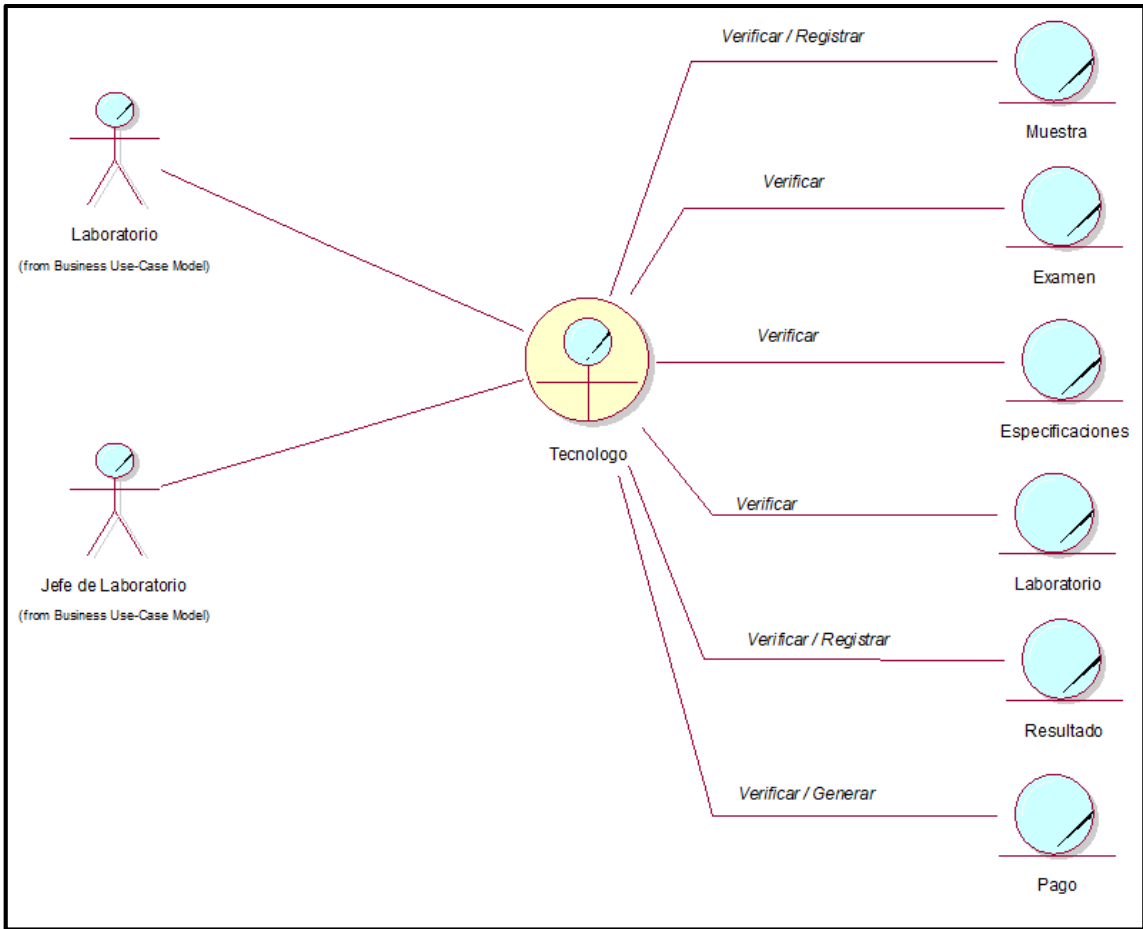 Verificar / Registrar
Muestra
Laboratorio
(from Business Use-Case Model)
Verificar
Examen
Verificar
Especificaciones
Tecnologo
Verificar
Laboratorio
Jefe de Laboratorio
(from Business Use-Case Model)
Verificar / Registrar
Resultado
Verificar / Generar
Pago